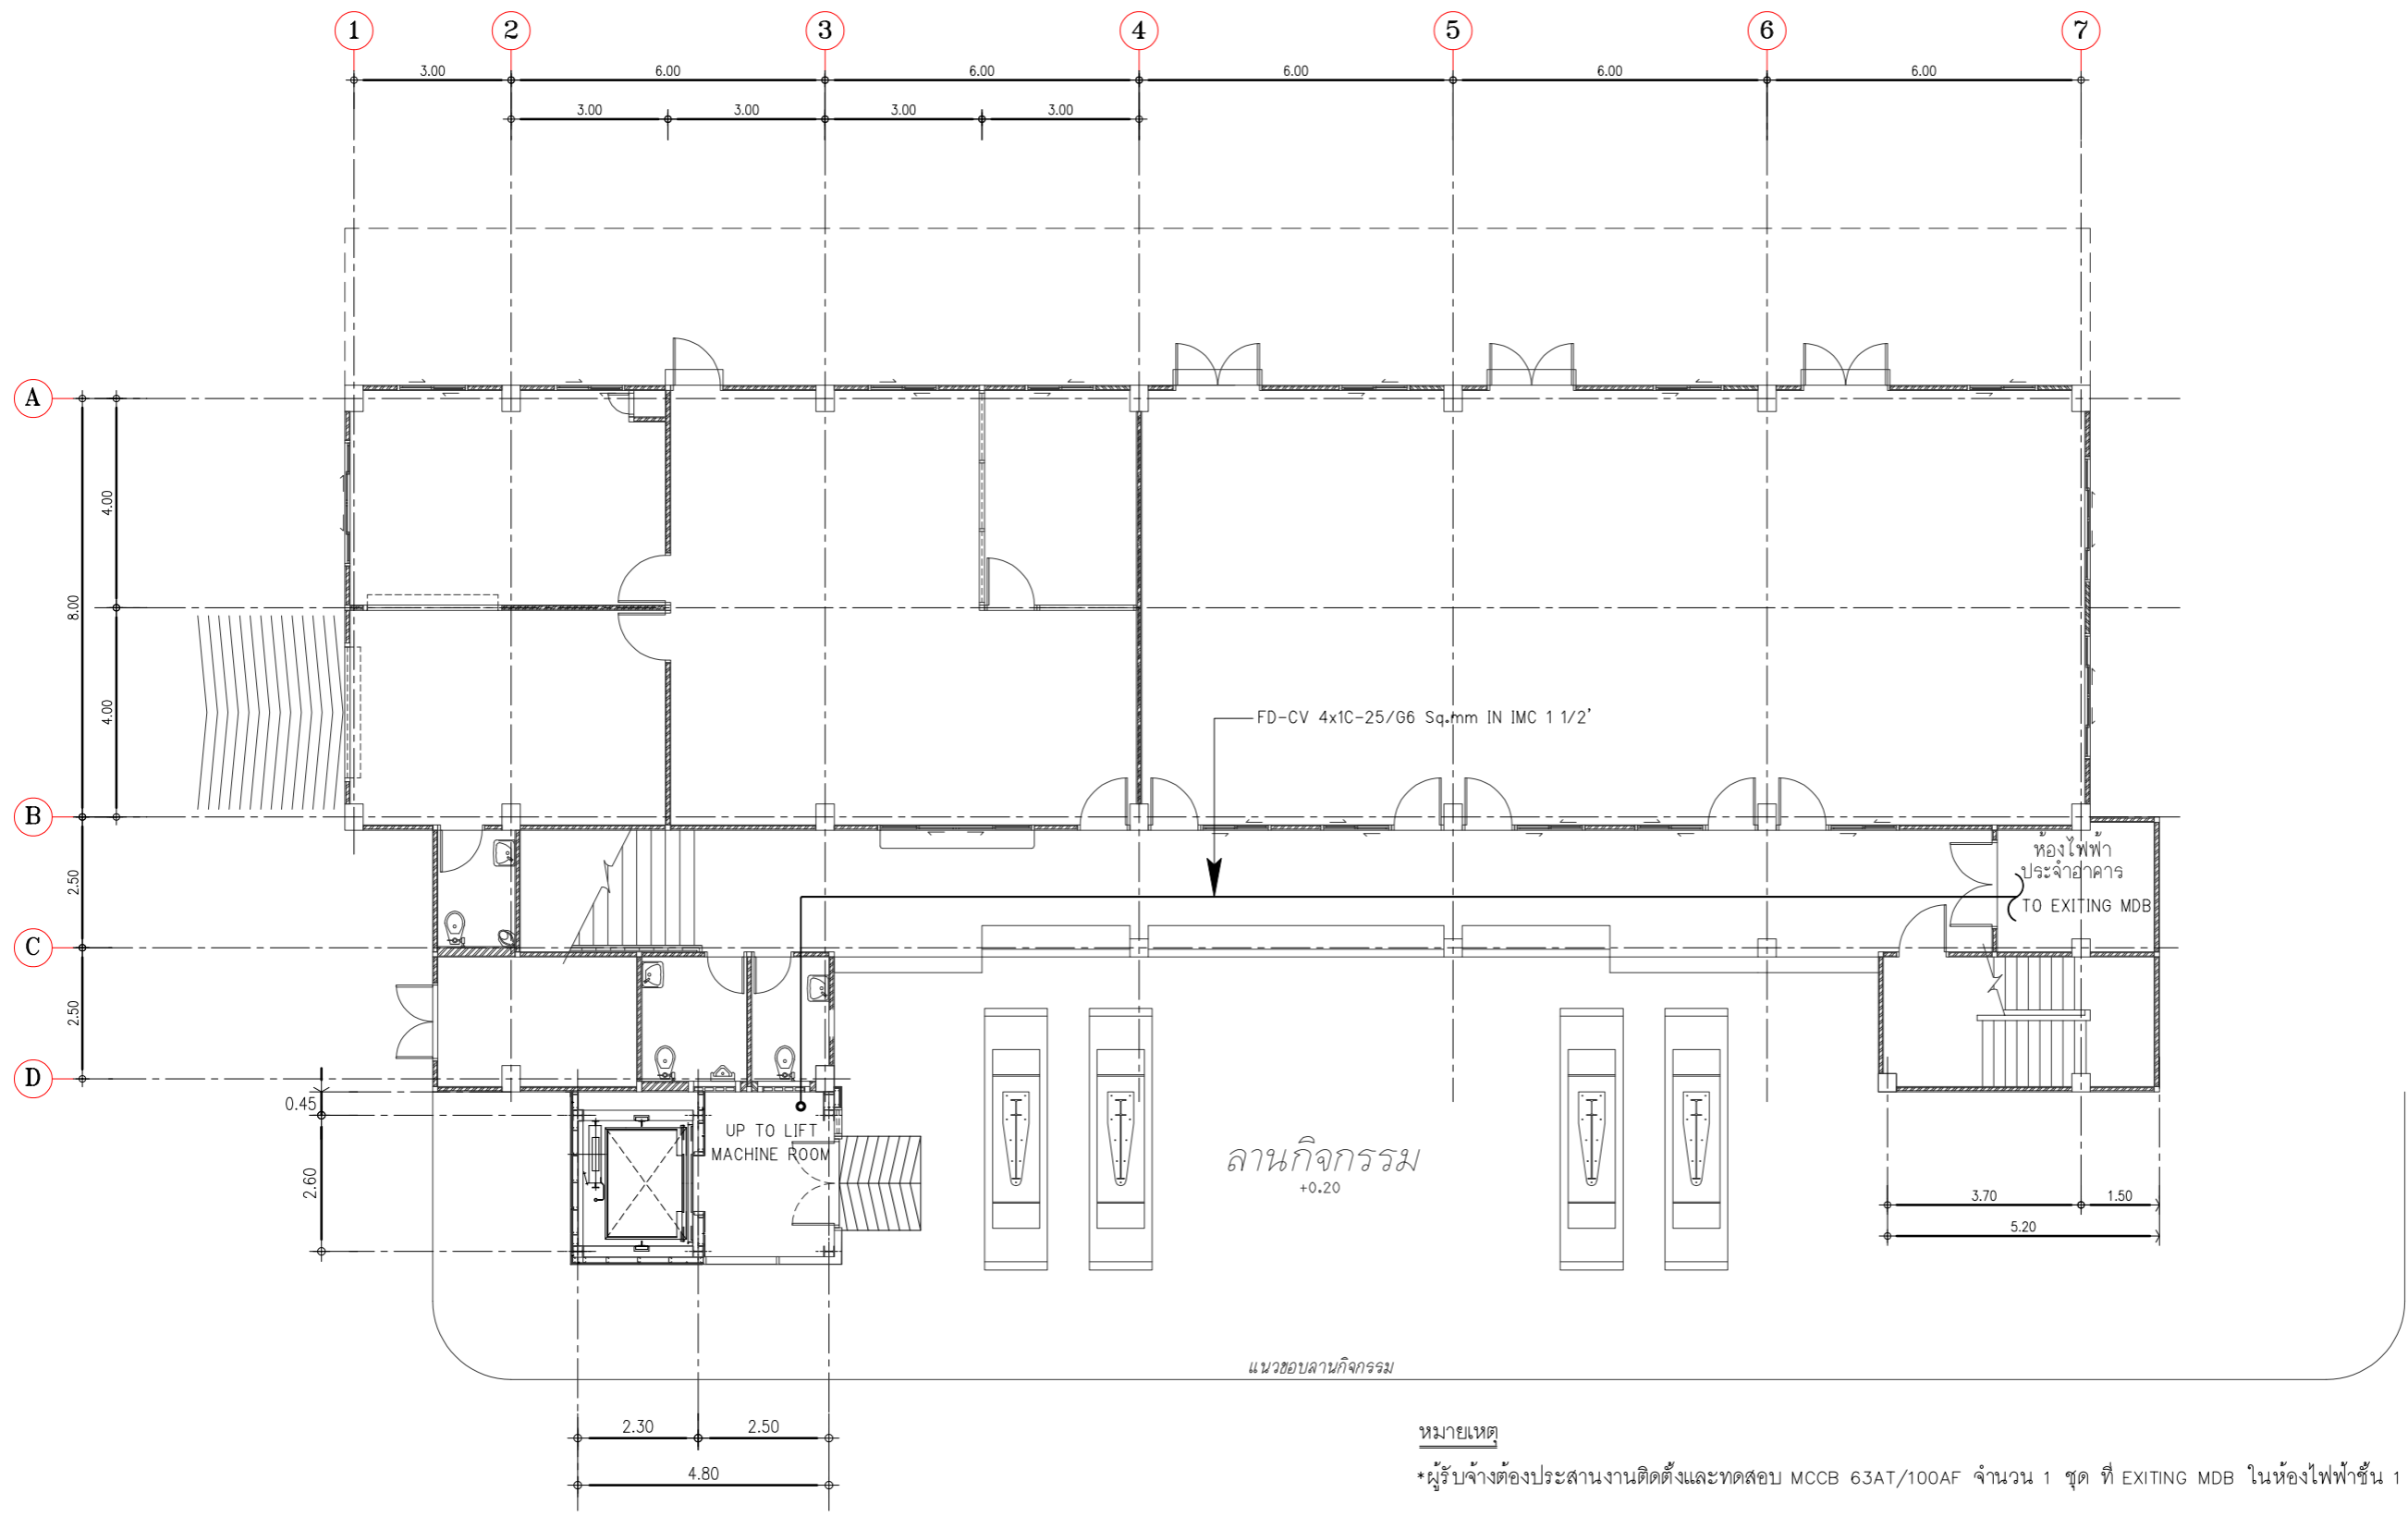 1 2 3 4 5 6 7
3.00 6.00 6.00 6.00 6.00 6.00
3.00 3.00 3.00 3.00
A
4.00
8.00
4.00
FD-CV 4x1C-25/G6 Sq.mm IN IMC 1 1/2'
B
ห้องไฟฟ้า
ประจำอาคาร
2.50
TO EXITING MDB
C
2.50
D
0.45
UP TO LIFT
MACHINE ROOM
2.60
ลานกิจกรรม
+0.20
3.70 1.50
5.20
แนวขอบลานกิจกรรม
2.30 2.50
4.80
หมายเหตุ
*ผู้รับจ้างต้องประสานงานติดตั้งและทดสอบ MCCB 63AT/100AF จำนวน 1 ชุด ที่ EXITING MDB ในห้องไฟฟ้าชั้น 1